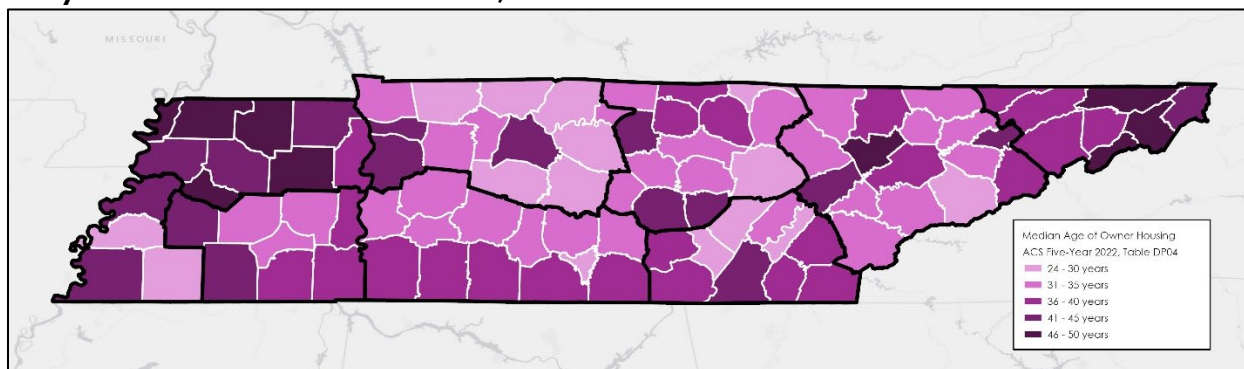 MISSOURI
Median Age of Owner Housing
ACS Five-Year 2022, Table DP04
24 - 30 years
31 - 35 years
36 - 40 years
41 - 45 years
46 - 50 years